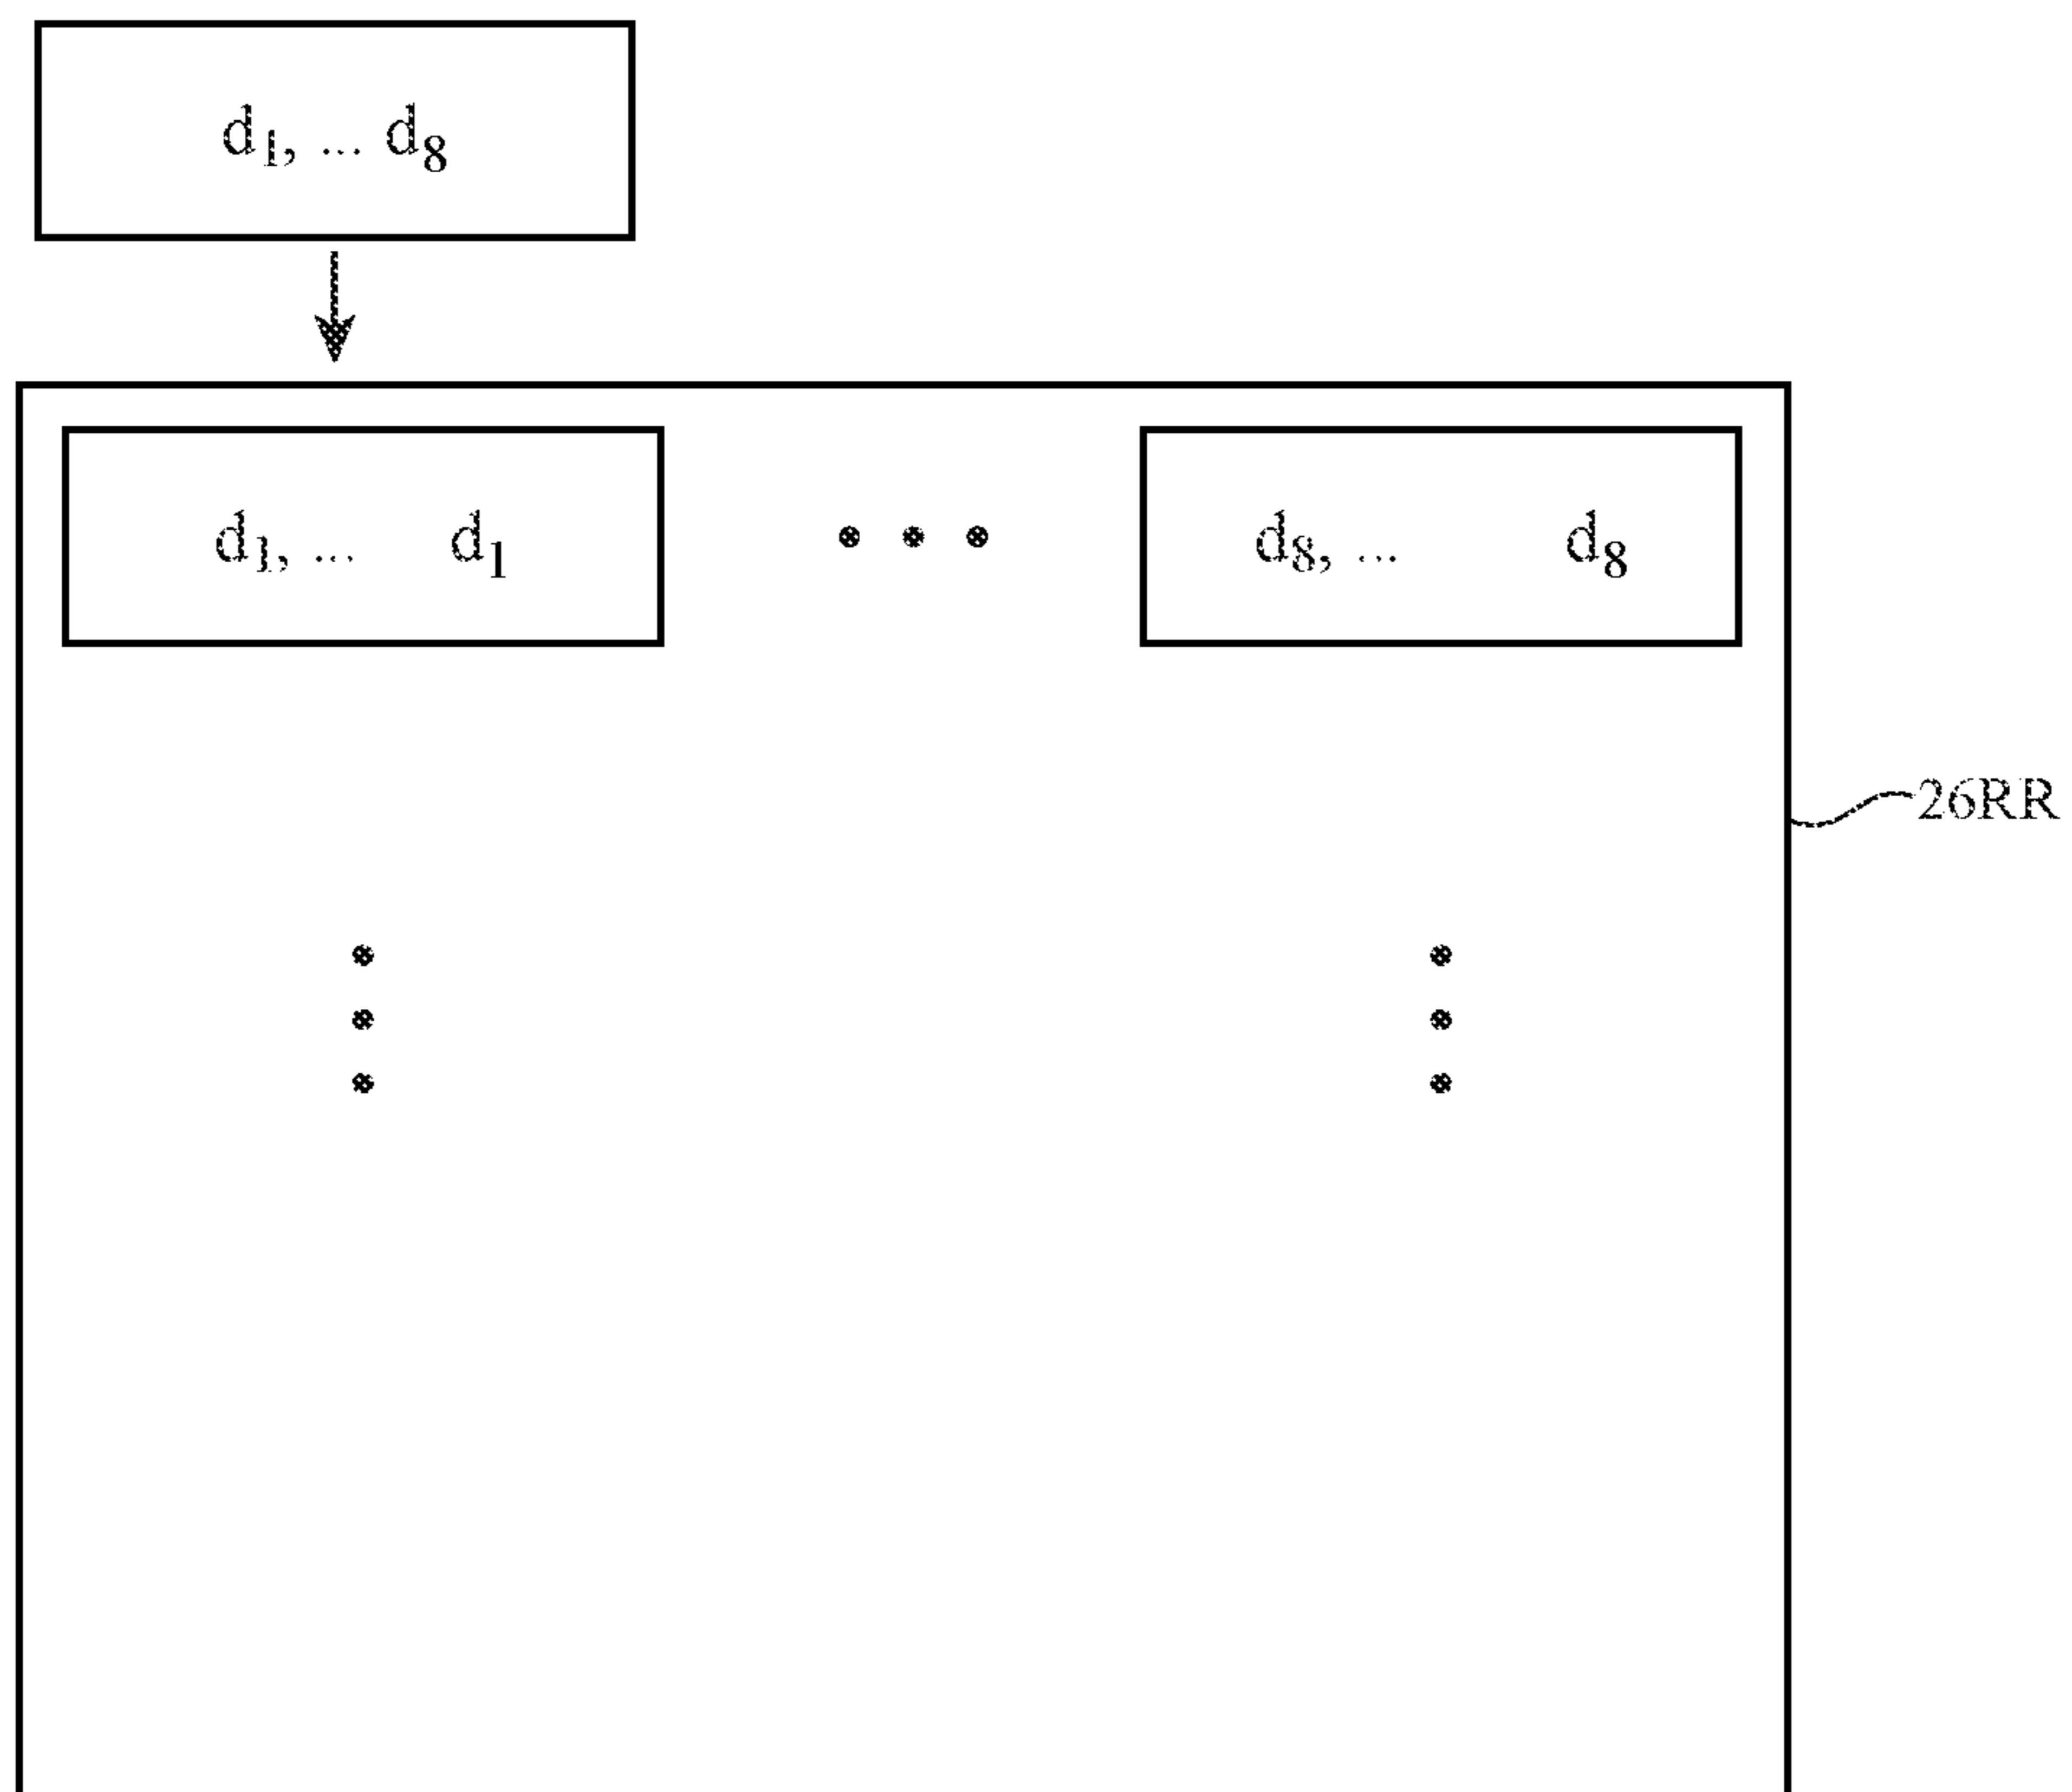 d1, ... d8
d1, ... d1 ••• d8, ... d8
26RR